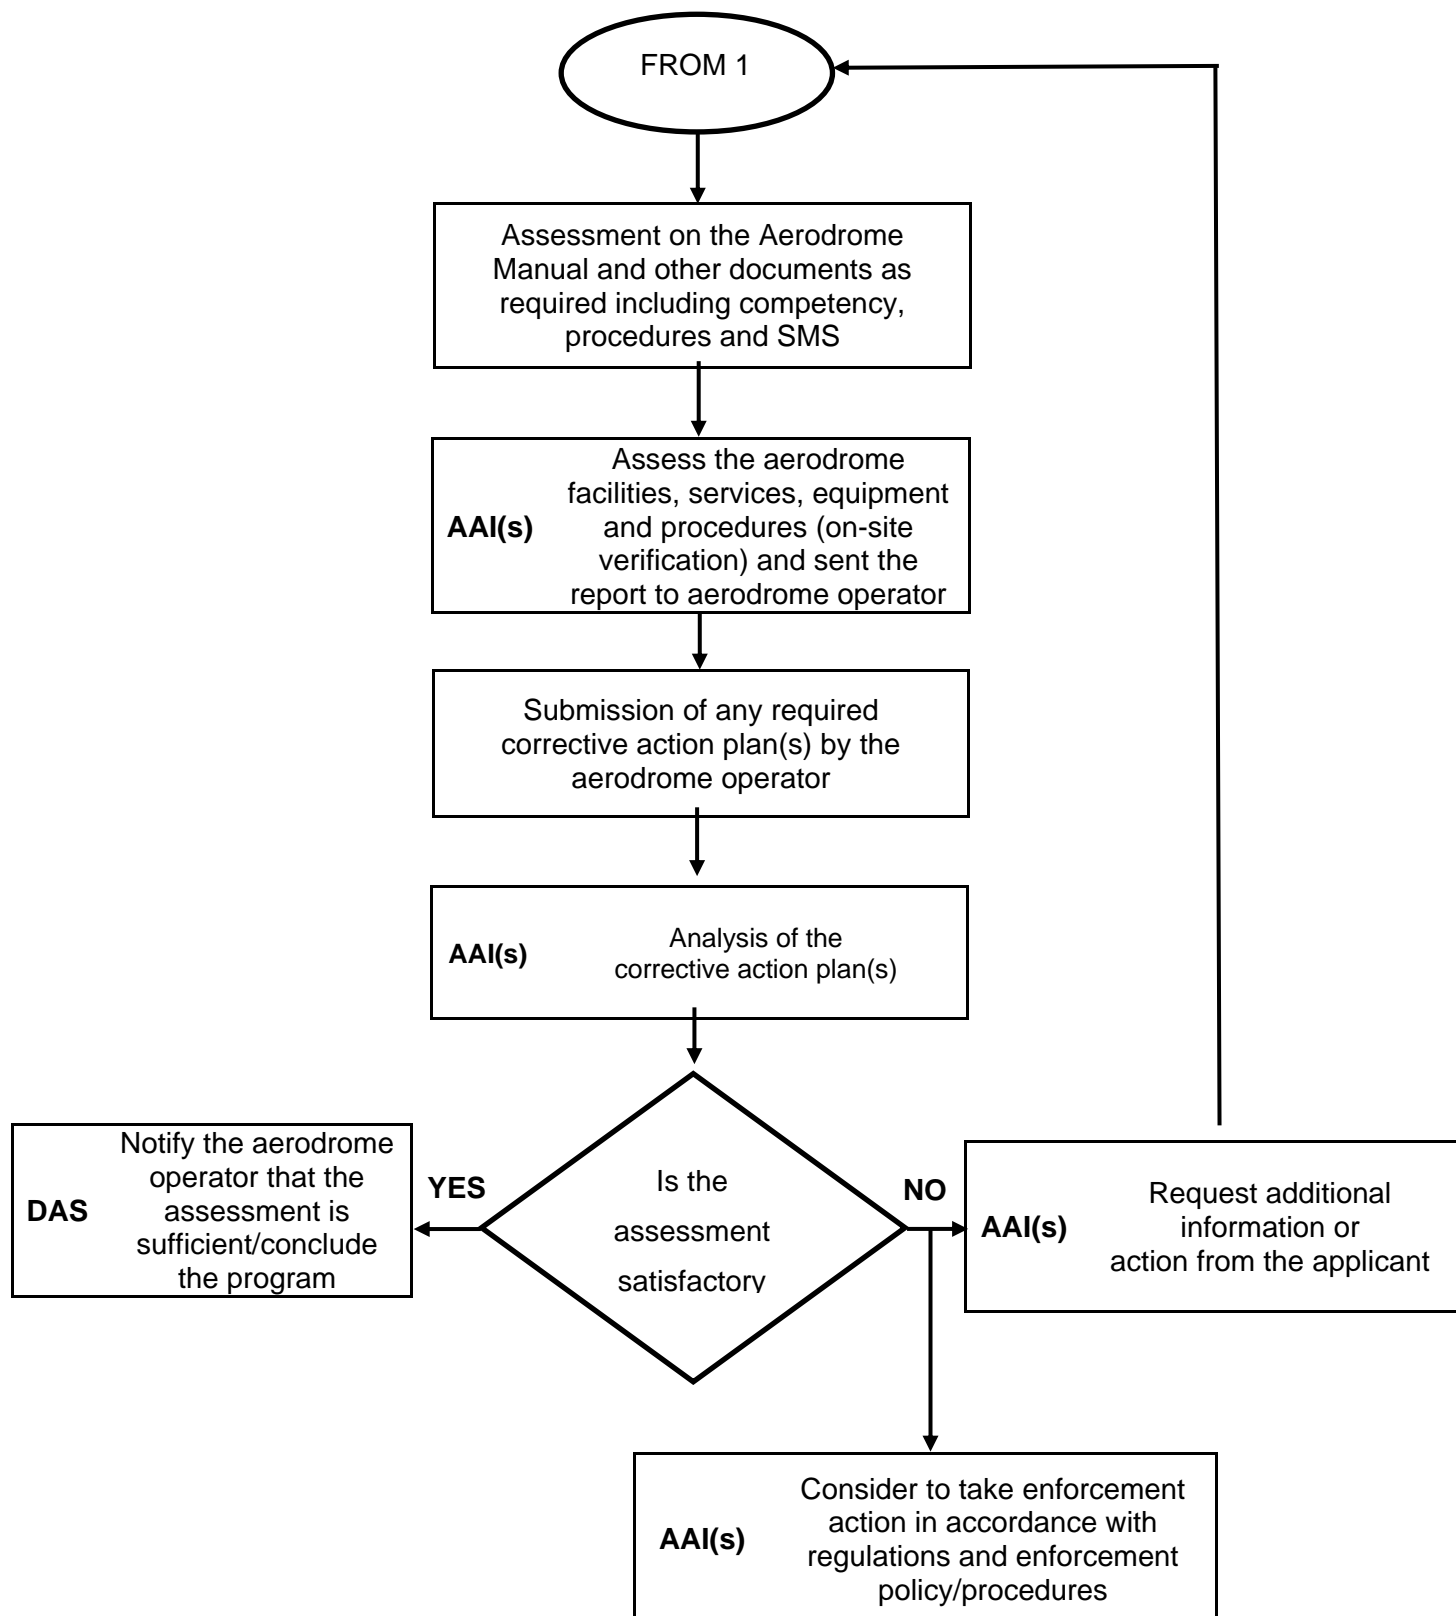 FROM 1
Assessment on the Aerodrome
Manual and other documents as
required including competency,
procedures and SMS
AAI(s)
Assess the aerodrome
facilities, services, equipment
and procedures (on-site
verification) and sent the
report to aerodrome operator
Submission of any required
corrective action plan(s) by the
aerodrome operator
AAI(s)
Analysis of the
corrective action plan(s)
DAS
Notify the aerodrome
operator that the
assessment is
sufficient/conclude
the program
YES
Is the
assessment
satisfactory
NO
AAI(s)
Request additional
information or
action from the applicant
AAI(s)
Consider to take enforcement
action in accordance with
regulations and enforcement
policy/procedures